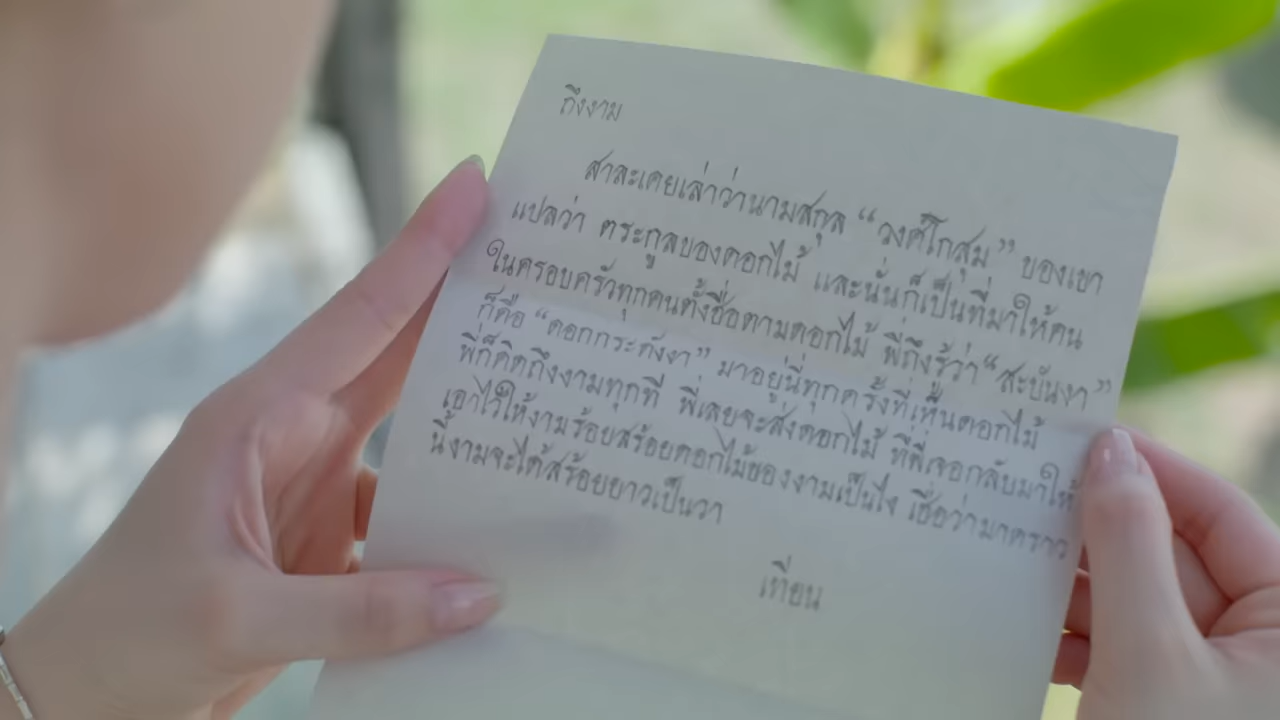 ถึงงาม
สาละเคยเล่าว่านามสกุล “วงศ์โกสุม” ของเขา
แปลว่า ตระกูลของดอกไม้ และนั่นก็เป็นที่มาให้คน
ในครอบครัวทุกคนตั้งชื่อตามดอกไม้ พี่ถึงรู้ว่า “สะบันงา”
ก็คือ “ดอกกระดังงา” มาอยู่นี่ทุกครั้งที่เห็นดอกไม้
พี่ก็คิดถึงงามทุกที พี่เลยจะส่งดอกไม้ ที่พี่เจอกลับมาให้
เอาไว้ให้งามร้อยสร้อยดอกไม้ของงามเป็นไง เชื่อว่ามาคราว
นี้งามจะได้สร้อยยาวเป็นวา
เทียน